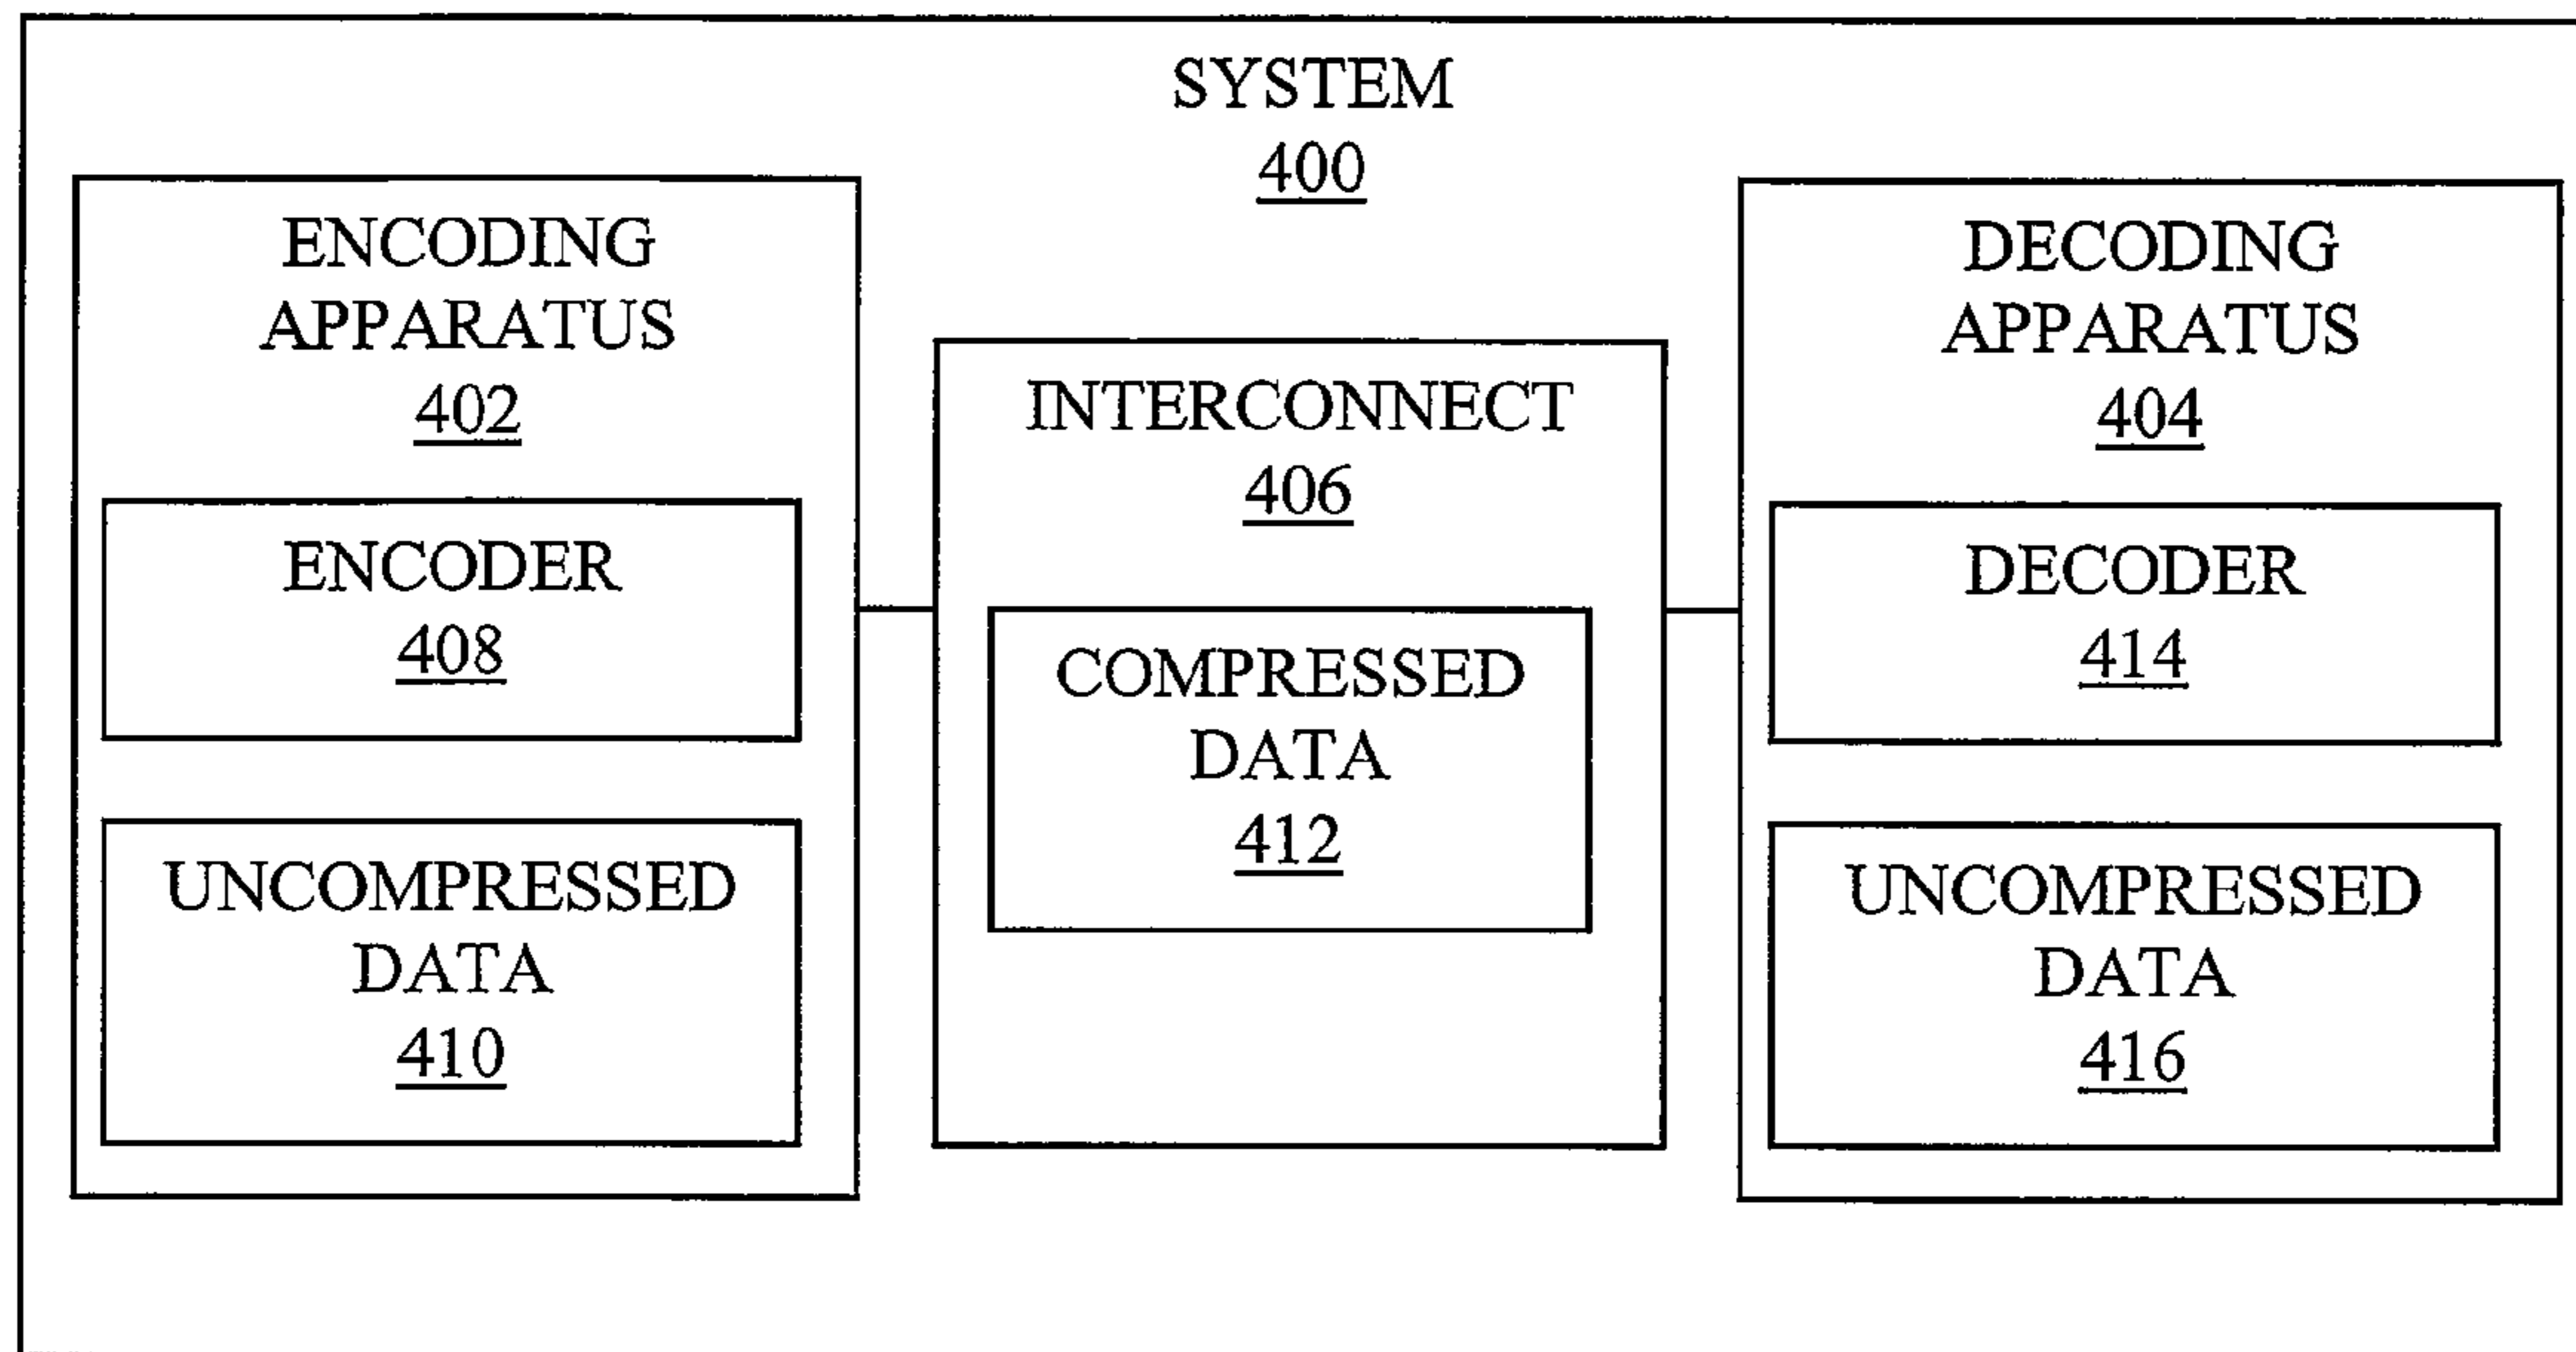 SYSTEM
400
ENCODING
APPARATUS
402
ENCODER
408
UNCOMPRESSED
DATA
410
INTERCONNECT
406
COMPRESSED
DATA
412
DECODING
APPARATUS
404
DECODER
414
UNCOMPRESSED
DATA
416